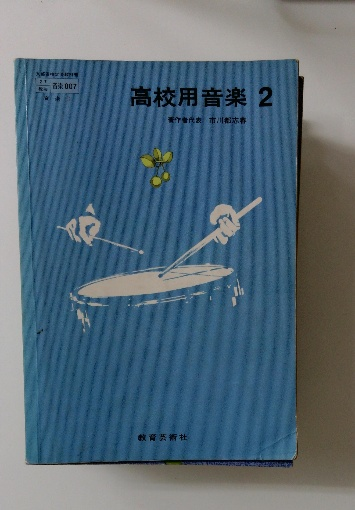 高校用音楽 2
著作者代表 市川都志春
教育芸術社